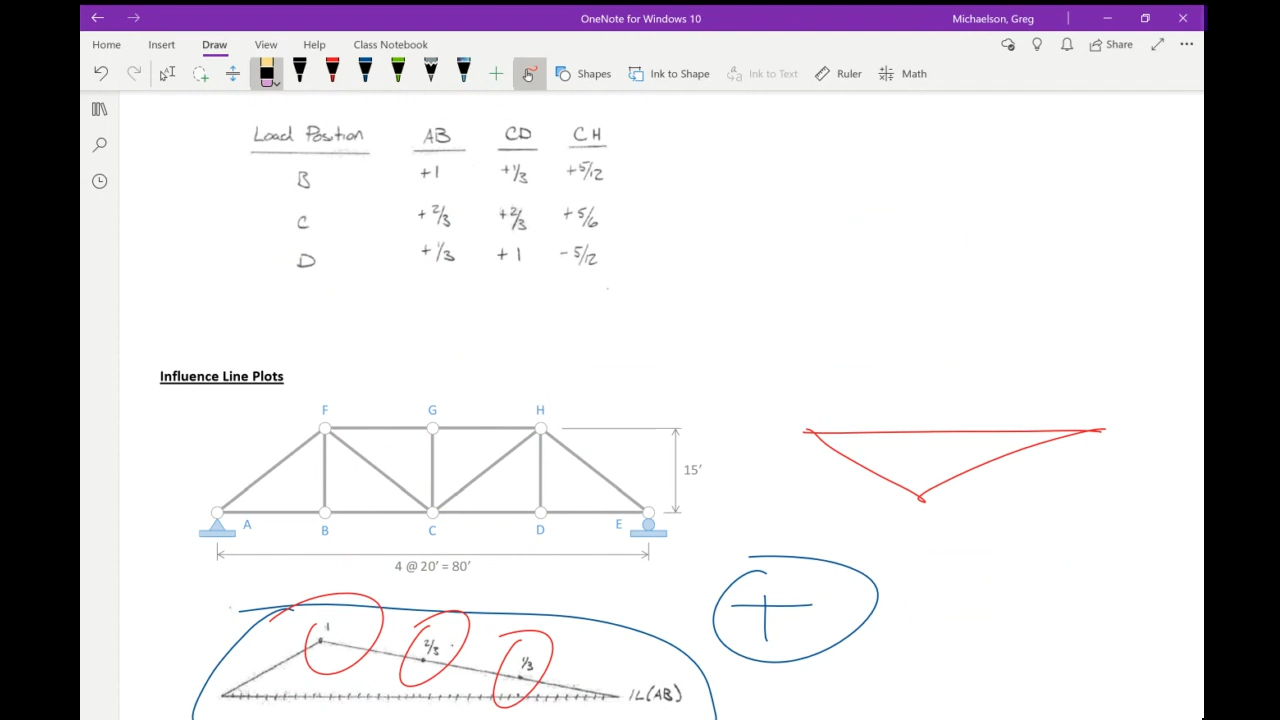 OneNote for Windows 10
Michaelson, Greg
Home Insert Draw View Help Class Notebook
Share
Shapes Ink to Shape Ink to Text Ruler Math
Load Position AB CD CH
B +1 +1/3 +5/12
C +2/3 +2/3 +5/6
D +1/3 +1 -5/12
Influence Line Plots
F G H
15'
A B C D E
4 @ 20' = 80'
1
2/3
1/3
IL(AB)